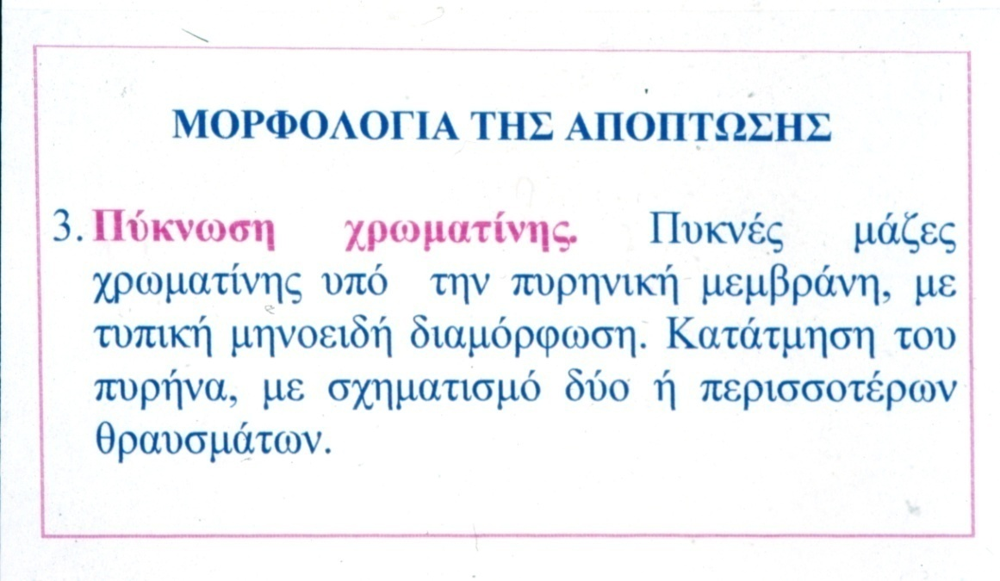 ΜΟΡΦΟΛΟΓΙΑ ΤΗΣ ΑΠΟΠΤΩΣΗΣ
3. Πύκνωση χρωματίνης. Πυκνές μάζες
χρωματίνης υπό την πυρηνική μεμβράνη, με
τυπική μηνοειδή διαμόρφωση. Κατάτμηση του
πυρήνα, με σχηματισμό δύο ή περισσοτέρων
θραυσμάτων.